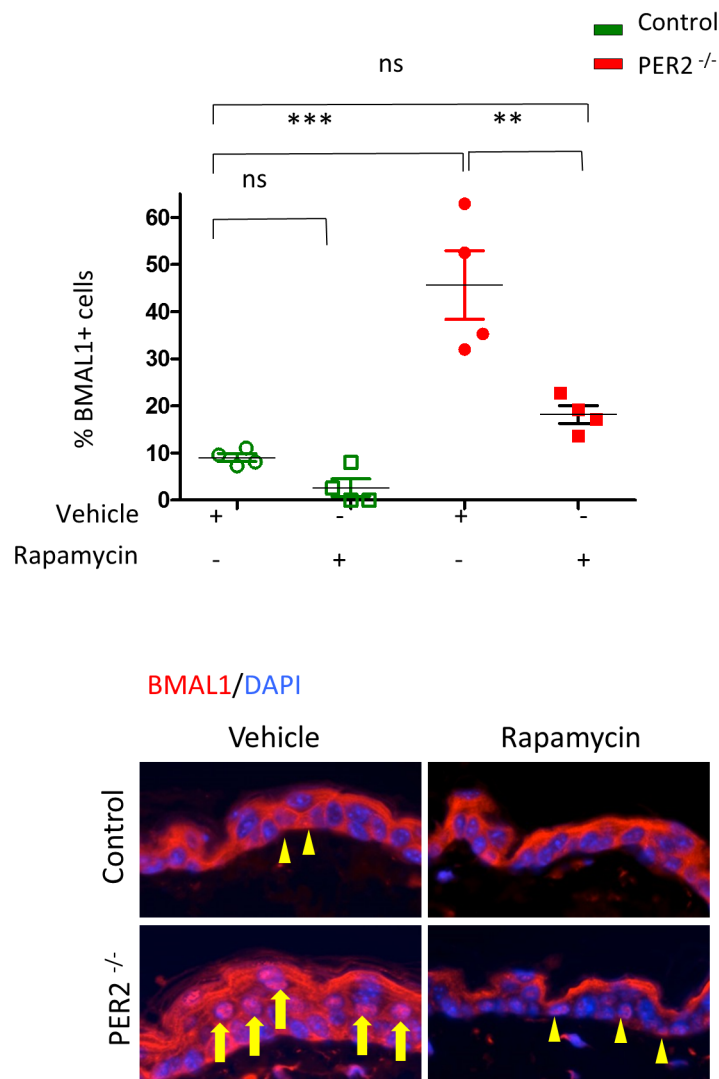 Control
PER2 -/-
ns
*** **
ns
% BMAL1+ cells
60
50
40
30
20
10
0
Vehicle + - + -
Rapamycin - + - +
BMAL1/DAPI
Vehicle Rapamycin
Control
PER2 -/-